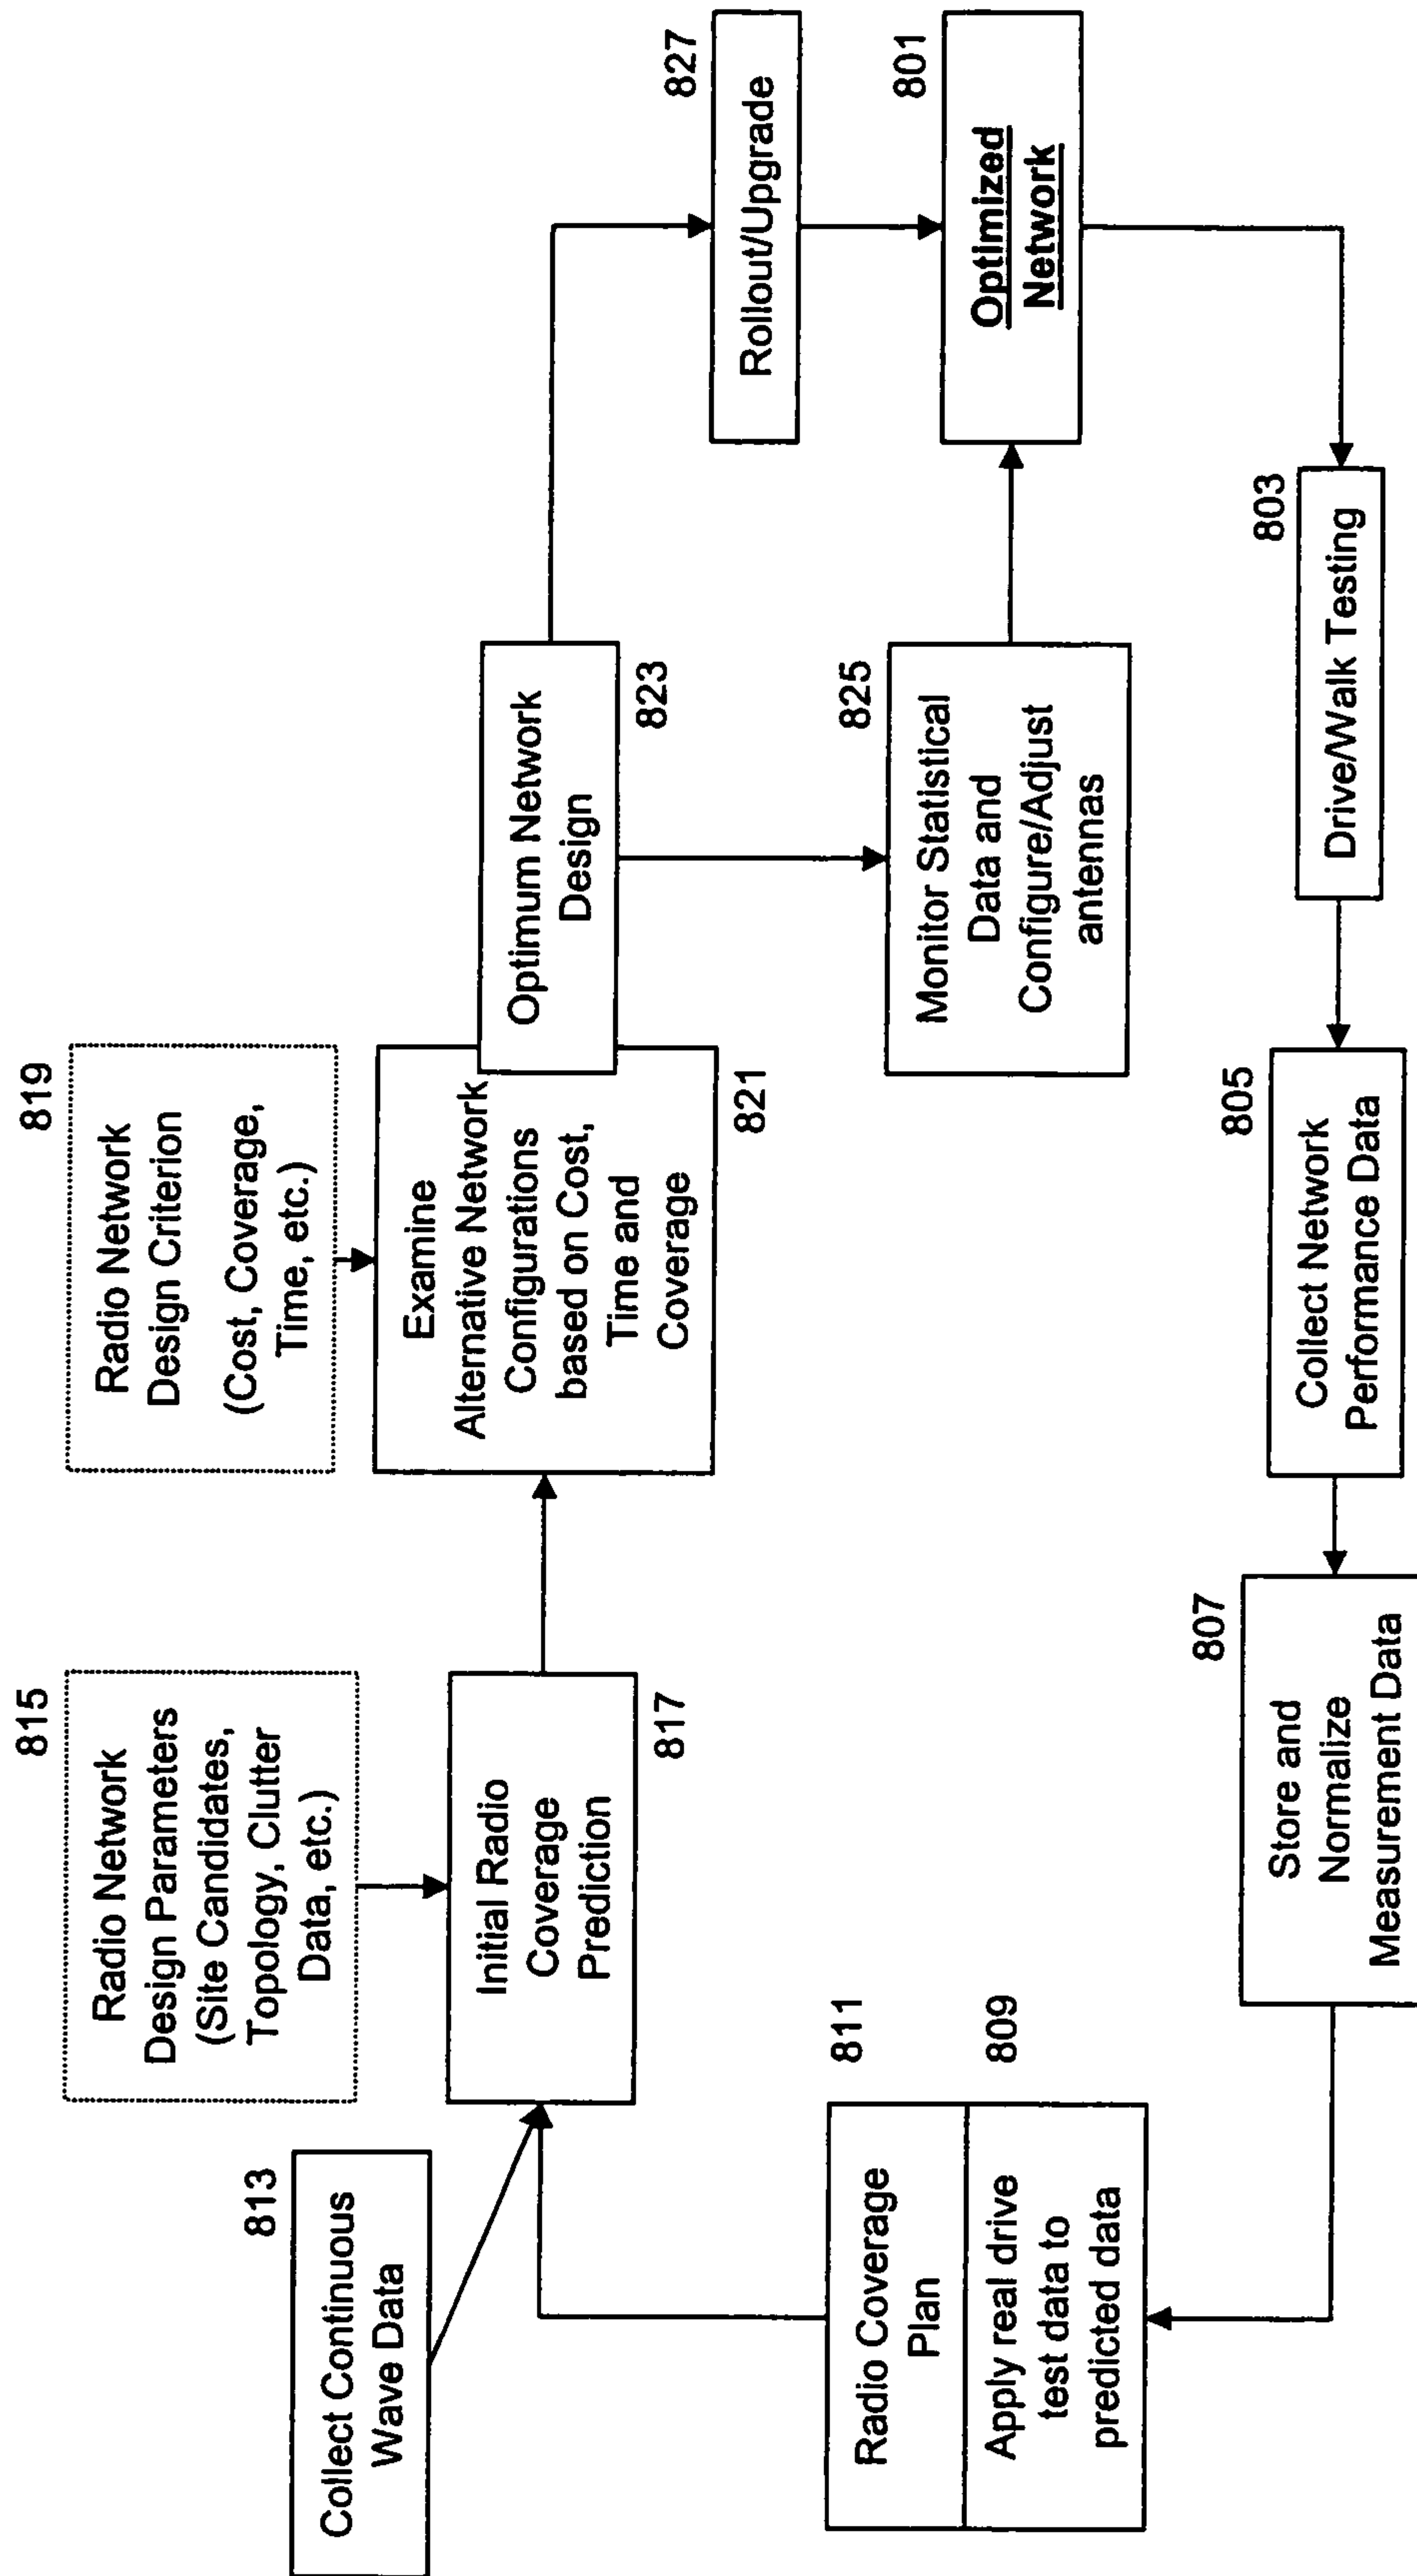 813
Collect Continuous
Wave Data
815
Radio Network
Design Parameters
(Site Candidates,
Topology, Clutter
Data, etc.)
Initial Radio
Coverage
Prediction
817
819
Radio Network
Design Criterion
(Cost, Coverage,
Time, etc.)
Examine
Alternative Network
Configurations
based on Cost,
Time and
Coverage
821
Optimum Network
Design
823
827
Rollout/Upgrade
801
Optimized
Network
825
Monitor Statistical
Data and
Configure/Adjust
antennas
803
Drive/Walk Testing
805
Collect Network
Performance Data
807
Store and
Normalize
Measurement Data
811
Radio Coverage
Plan
809
Apply real drive
test data to
predicted data